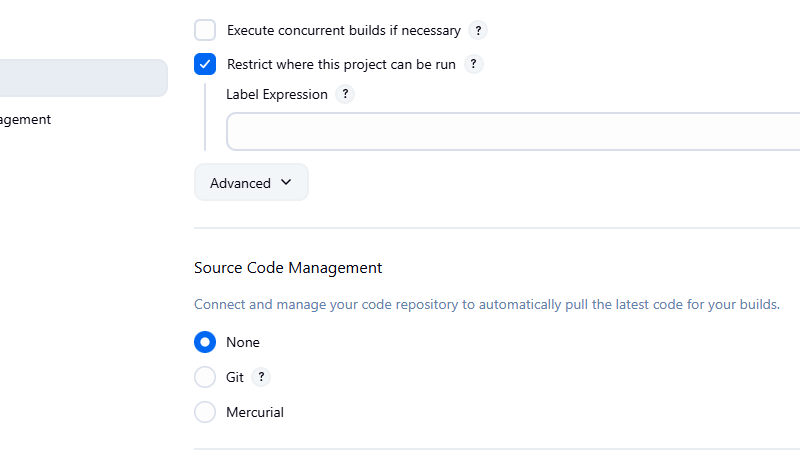 Execute concurrent builds if necessary ?
Restrict where this project can be run ?
Label Expression ?
agement
Advanced
Source Code Management
Connect and manage your code repository to automatically pull the latest code for your builds.
None
Git ?
Mercurial